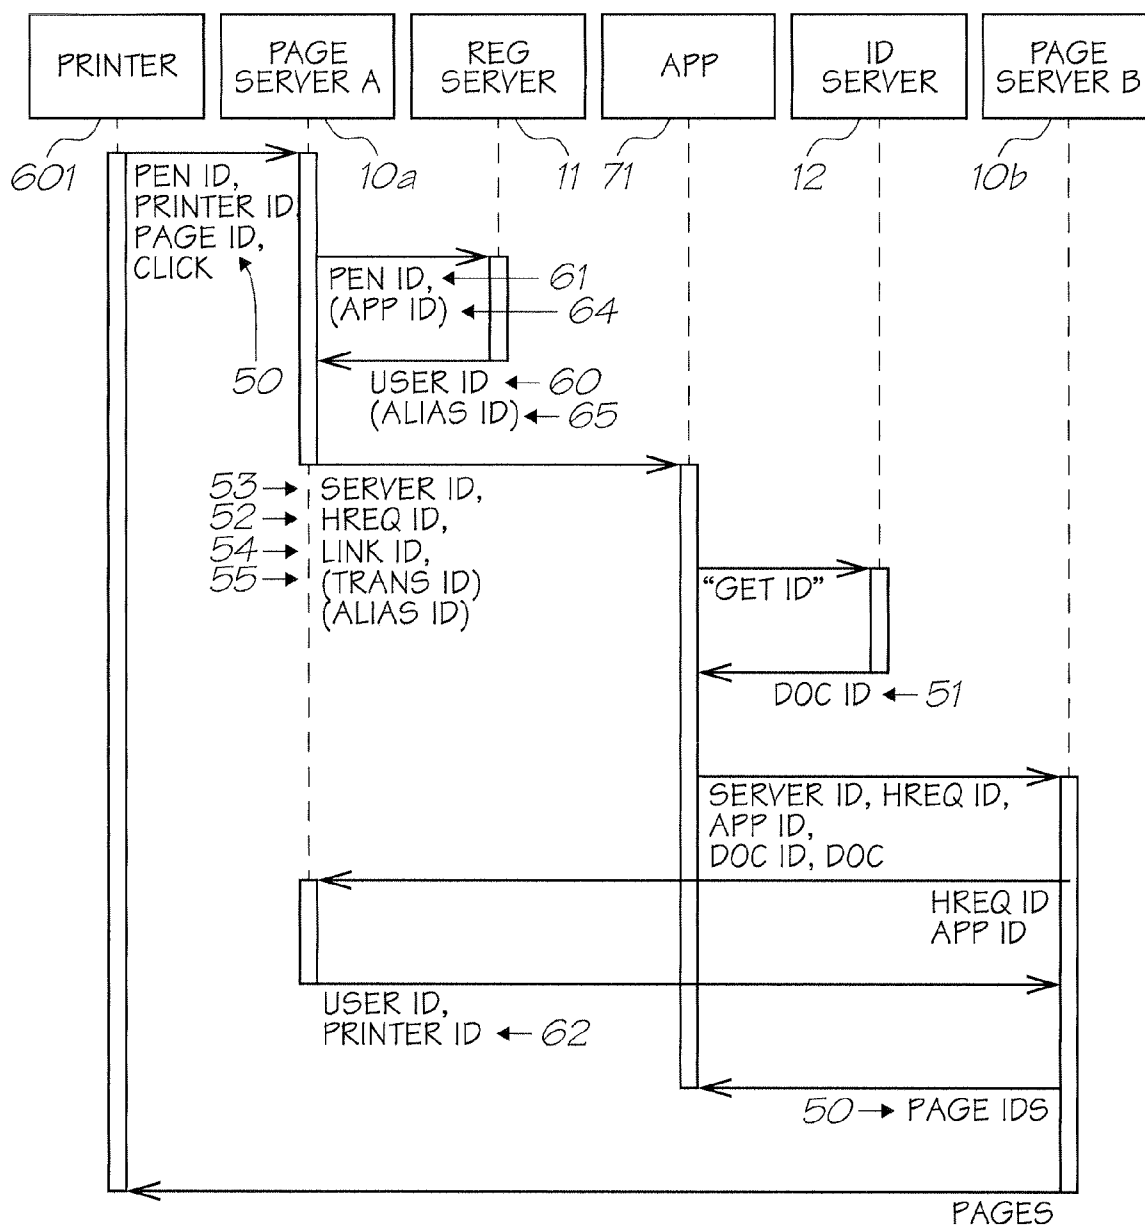 PRINTER
PAGE
SERVER A
REG
SERVER
APP
ID
SERVER
PAGE
SERVER B
601
10a
11
71
12
10b
PEN ID,
PRINTER ID,
PAGE ID,
CLICK
50
PEN ID, 61
(APP ID) 64
USER ID 60
(ALIAS ID) 65
53 SERVER ID,
52 HREQ ID,
54 LINK ID,
55 (TRANS ID)
(ALIAS ID)
“GET ID”
DOC ID 51
SERVER ID, HREQ ID,
APP ID,
DOC ID, DOC
HREQ ID
APP ID
USER ID,
PRINTER ID 62
50 PAGE IDS
PAGES